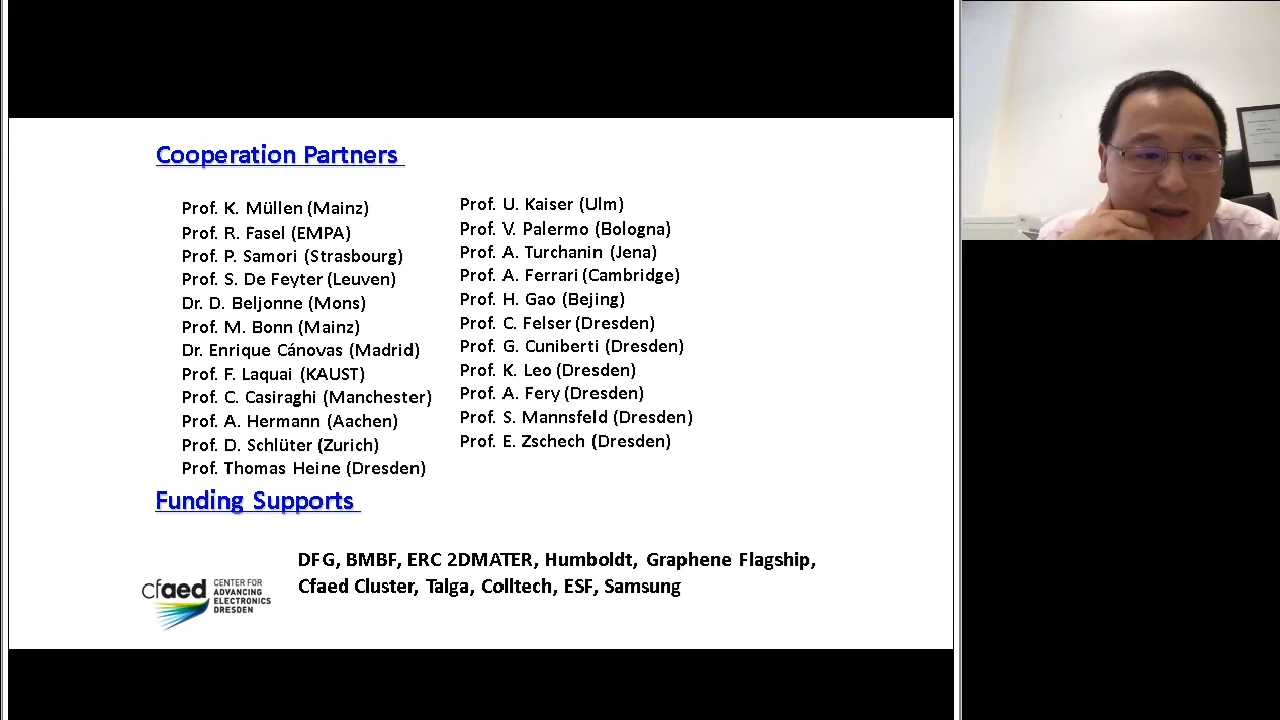 Cooperation Partners
Prof. K. Müllen (Mainz)
Prof. R. Fasel (EMPA)
Prof. P. Samori (Strasbourg)
Prof. S. De Feyter (Leuven)
Dr. D. Beljonne (Mons)
Prof. M. Bonn (Mainz)
Dr. Enrique Cánovas (Madrid)
Prof. F. Laquai (KAUST)
Prof. C. Casiraghi (Manchester)
Prof. A. Hermann (Aachen)
Prof. D. Schlüter (Zurich)
Prof. Thomas Heine (Dresden)
Prof. U. Kaiser (Ulm)
Prof. V. Palermo (Bologna)
Prof. A. Turchanin (Jena)
Prof. A. Ferrari (Cambridge)
Prof. H. Gao (Bejing)
Prof. C. Felser (Dresden)
Prof. G. Cuniberti (Dresden)
Prof. K. Leo (Dresden)
Prof. A. Fery (Dresden)
Prof. S. Mannsfeld (Dresden)
Prof. E. Zschech (Dresden)
Funding Supports
DFG, BMBF, ERC 2DMATER, Humboldt, Graphene Flagship,
Cfaed Cluster, Talga, Colltech, ESF, Samsung
cfaed
CENTER FOR
ADVANCING
ELECTRONICS
DRESDEN